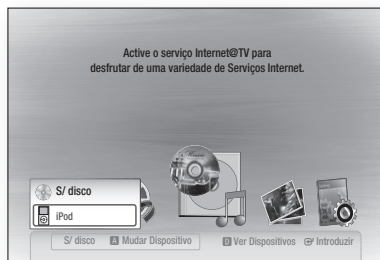 Active o serviço Internet@TV para
desfrutar de uma variedade de Serviços Internet.
S/ disco
iPod
S/ disco A Mudar Dispositivo D Ver Dispositivos Introduzir